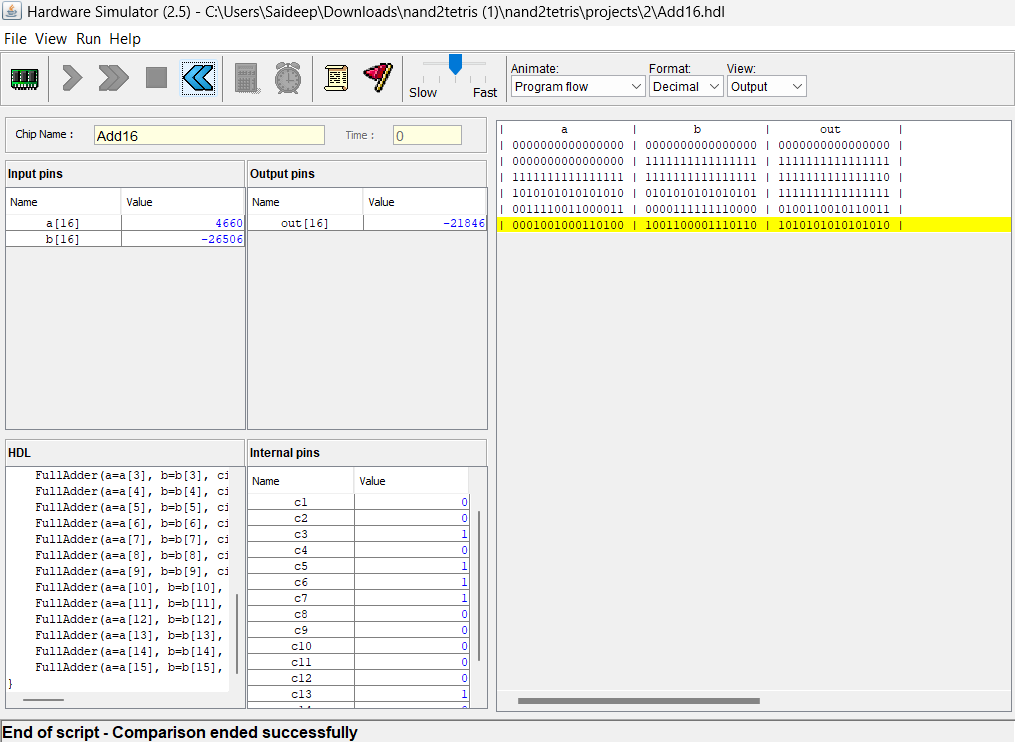 Hardware Simulator (2.5) - C:\Users\Saideep\Downloads\nand2tetris (1)\nand2tetris\projects\2\Add16.hdl
File View Run Help
Slow Fast
Animate: Format: View:
Program flow Decimal Output
Chip Name : Add16 Time : 0
Input pins
Name Value
a[16] 4660
b[16] -26506
Output pins
Name Value
out[16] -21846
| a | b | out |
| 0000000000000000 | 0000000000000000 | 0000000000000000 |
| 0000000000000000 | 1111111111111111 | 1111111111111111 |
| 1111111111111111 | 1111111111111111 | 1111111111111110 |
| 1010101010101010 | 0101010101010101 | 1111111111111111 |
| 0011110011000011 | 0000111111110000 | 0100110010110011 |
| 0001001000110100 | 1001100001110110 | 1010101010101010 |
HDL
FullAdder(a=a[3], b=b[3], ci
FullAdder(a=a[4], b=b[4], ci
FullAdder(a=a[5], b=b[5], ci
FullAdder(a=a[6], b=b[6], ci
FullAdder(a=a[7], b=b[7], ci
FullAdder(a=a[8], b=b[8], ci
FullAdder(a=a[9], b=b[9], ci
FullAdder(a=a[10], b=b[10],
FullAdder(a=a[11], b=b[11],
FullAdder(a=a[12], b=b[12],
FullAdder(a=a[13], b=b[13],
FullAdder(a=a[14], b=b[14],
FullAdder(a=a[15], b=b[15],
}
Internal pins
Name Value
c1 0
c2 0
c3 1
c4 0
c5 1
c6 1
c7 1
c8 0
c9 0
c10 0
c11 0
c12 0
c13 1
End of script - Comparison ended successfully